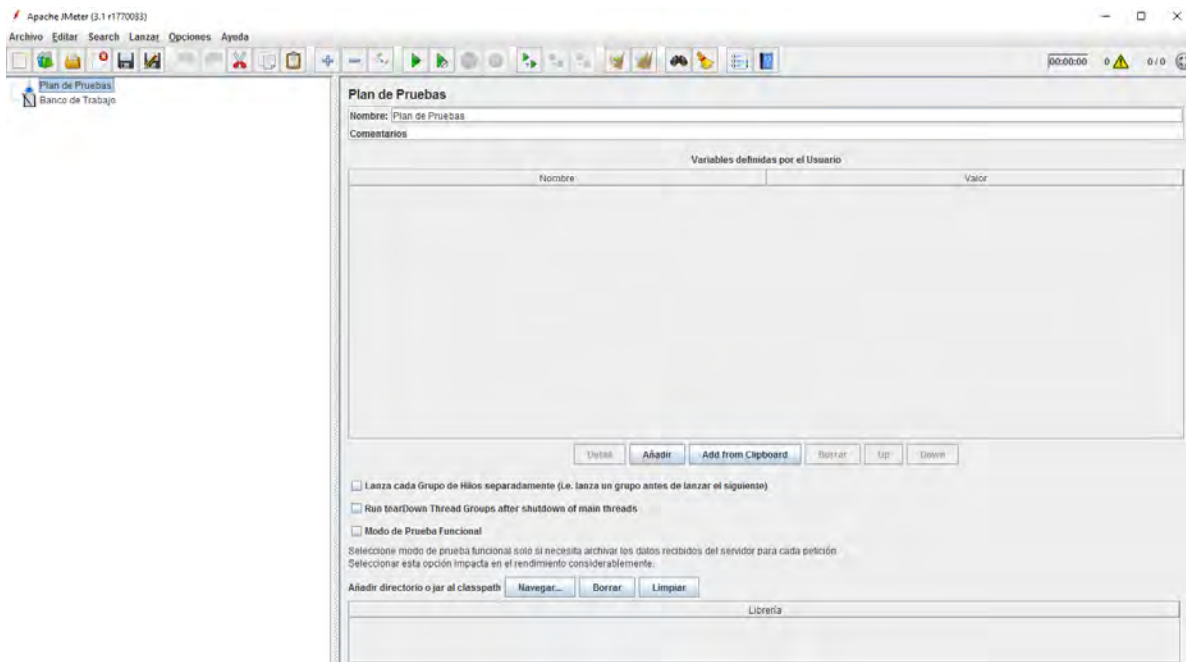 Apache JMeter (3.1 r1770033)
Archivo Editar Search Lanzar Opciones Ayuda
00:00:00 0 0 / 0
Plan de Pruebas
Banco de Trabajo
Plan de Pruebas
Nombre: Plan de Pruebas
Comentarios
Variables definidas por el Usuario
Nombre Valor
Detail Añadir Add from Clipboard Borrar Up Down
Lanza cada Grupo de Hilos separadamente (i.e. lanza un grupo antes de lanzar el siguiente)
Run tearDown Thread Groups after shutdown of main threads
Modo de Prueba Funcional
Seleccione modo de prueba funcional solo si necesita archivar los datos recibidos del servidor para cada petición
Seleccionar esta opción impacta en el rendimiento considerablemente.
Añadir directorio o jar al classpath Navegar... Borrar Limpiar
Librería